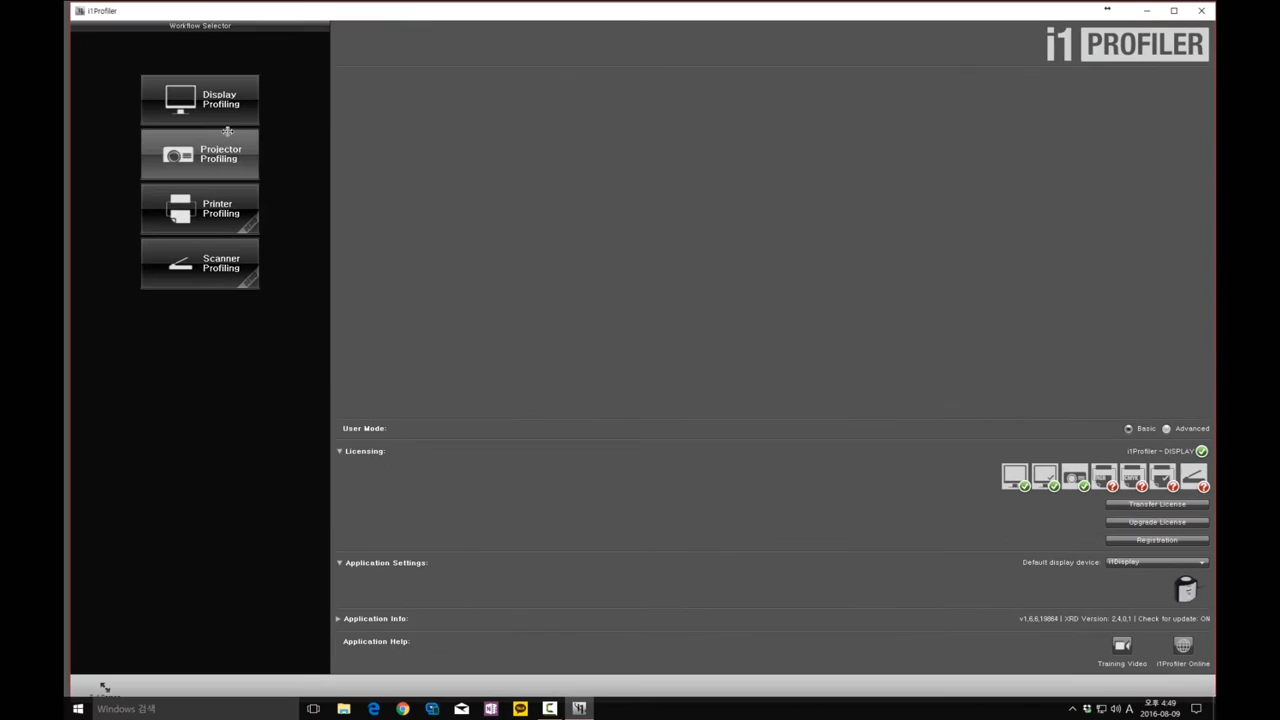 i1Profiler
Workflow Selector
i1 PROFILER
Display
Profiling
Projector
Profiling
Printer
Profiling
Scanner
Profiling
User Mode:
Basic
Advanced
Licensing:
i1Profiler - DISPLAY
RGB
CMYK
Transfer License
Upgrade License
Registration
Application Settings:
Default display device:
i1Display
Application Info:
v1,6,6,19864 | XRD Version: 2,4,0,1 | Check for update: ON
Application Help:
Training Video
i1Profiler Online
Windows 검색
A
오후 4:49
2016-08-09